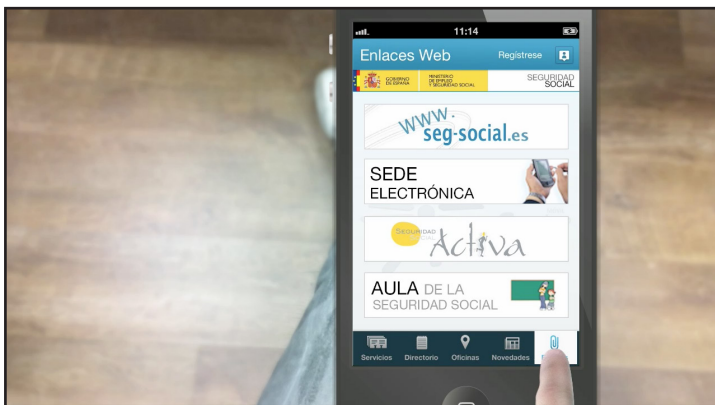 11:14
Enlaces Web
Regístrese
GOBIERNO
DE ESPAÑA
MINISTERIO
DE EMPLEO
Y SEGURIDAD SOCIAL
SEGURIDAD
SOCIAL
www.
seg-social.es
SEDE
ELECTRÓNICA
SEGURIDAD
SOCIAL
Activa
AULA DE LA
SEGURIDAD SOCIAL
Servicios
Directorio
Oficinas
Novedades